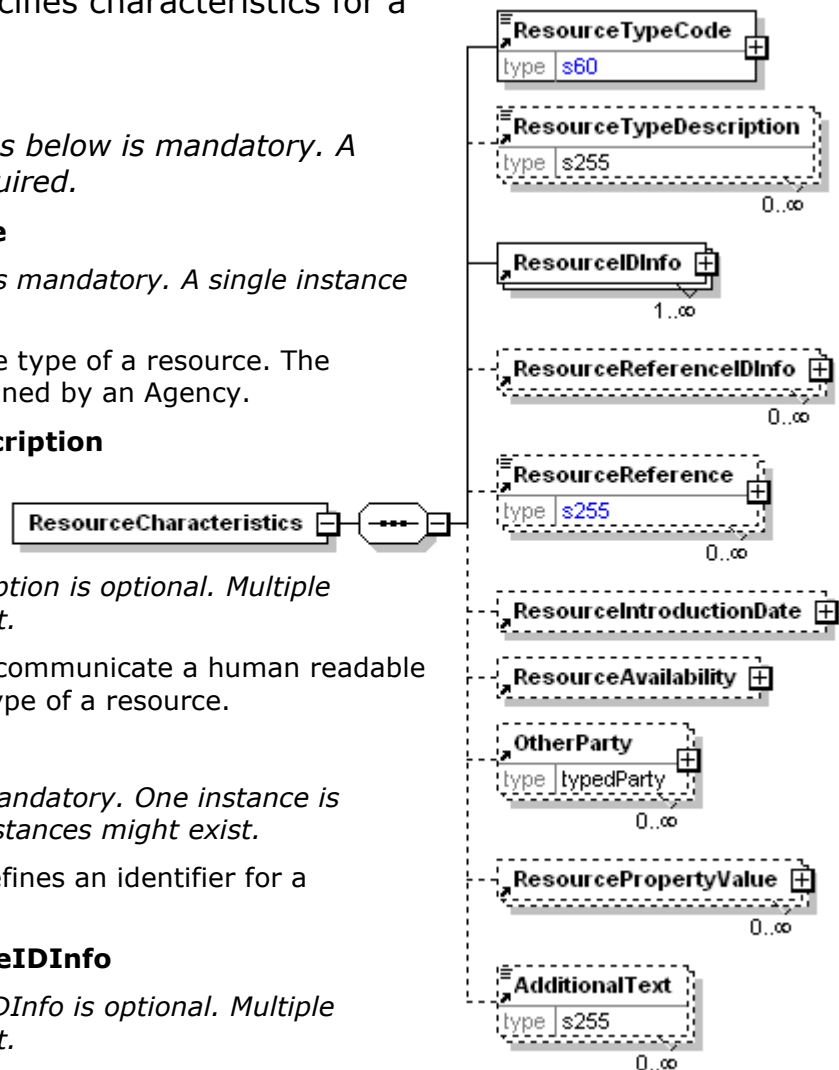 cifies characteristics for a
s below is mandatory. A
uired.
e
s mandatory. A single instance
e type of a resource. The
ned by an Agency.
cription
ption is optional. Multiple
t.
communicate a human readable
ype of a resource.
andatory. One instance is
stances might exist.
efines an identifier for a
eIDInfo
DInfo is optional. Multiple
t.
ResourceCharacteristics
ResourceTypeCode
type s60
ResourceTypeDescription
type s255
0..∞
ResourceIDInfo
1..∞
ResourceReferenceIDInfo
0..∞
ResourceReference
type s255
0..∞
ResourceIntroductionDate
ResourceAvailability
OtherParty
type typedParty
0..∞
ResourcePropertyValue
0..∞
AdditionalText
type s255
0..∞